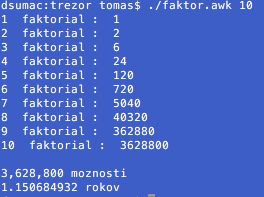 dsumac:trezor tomas$ ./faktor.awk 10
1  faktorial :  1
2  faktorial :  2
3  faktorial :  6
4  faktorial :  24
5  faktorial :  120
6  faktorial :  720
7  faktorial :  5040
8  faktorial :  40320
9  faktorial :  362880
10  faktorial :  3628800
3,628,800 moznosti
1.150684932 rokov